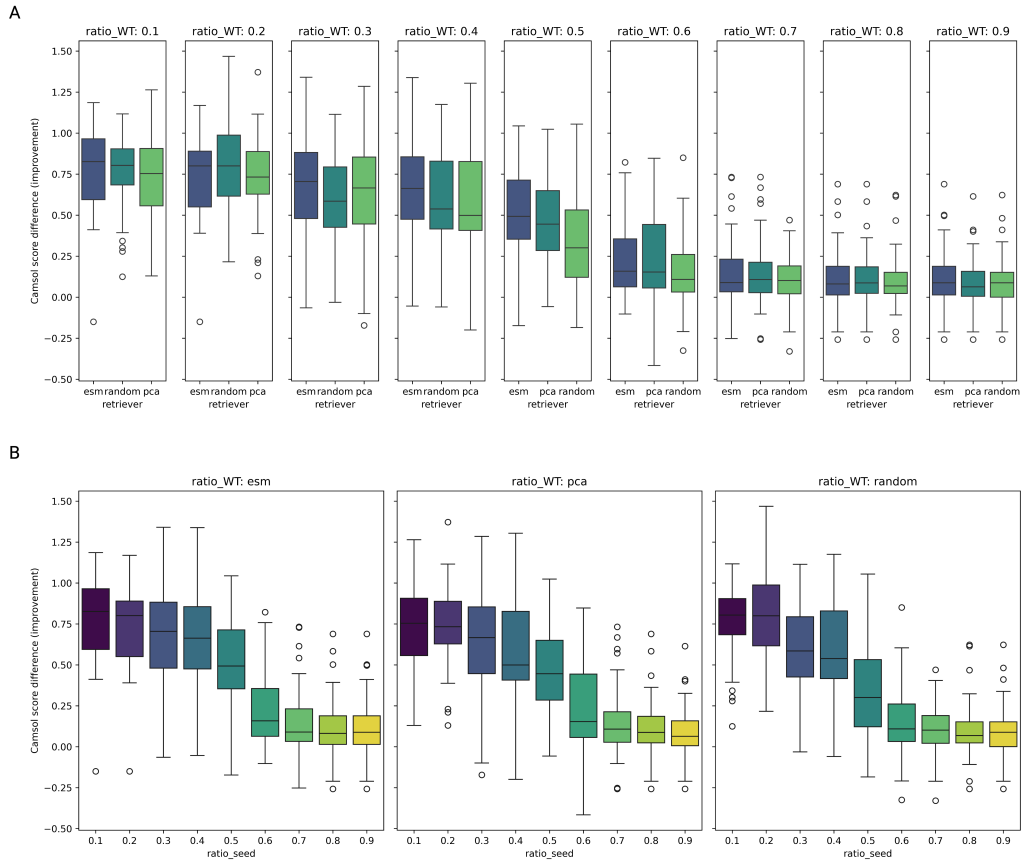 A
ratio_WT: 0.1 ratio_WT: 0.2 ratio_WT: 0.3 ratio_WT: 0.4 ratio_WT: 0.5 ratio_WT: 0.6 ratio_WT: 0.7 ratio_WT: 0.8 ratio_WT: 0.9
Camsol score difference (improvement)
1.50
1.25
1.00
0.75
0.50
0.25
0.00
−0.25
−0.50
esm random pca esm random pca esm random pca esm random pca esm pca random esm pca random esm pca random esm pca random esm pca random
retriever retriever retriever retriever retriever retriever retriever retriever retriever
B
ratio_WT: esm ratio_WT: pca ratio_WT: random
Camsol score difference (improvement)
1.50
1.25
1.00
0.75
0.50
0.25
0.00
−0.25
−0.50
0.1 0.2 0.3 0.4 0.5 0.6 0.7 0.8 0.9 0.1 0.2 0.3 0.4 0.5 0.6 0.7 0.8 0.9 0.1 0.2 0.3 0.4 0.5 0.6 0.7 0.8 0.9
ratio_seed ratio_seed ratio_seed